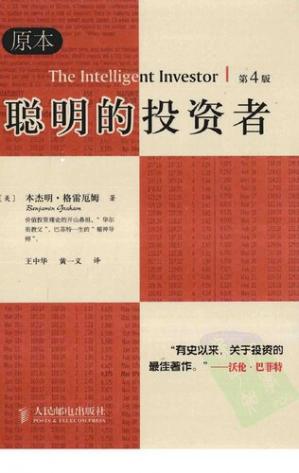 原本
The Intelligent Investor
第4版
聪明的投资者
[美] 本杰明·格雷厄姆 著
Benjamin Graham
价值投资理论的开山鼻祖、“华尔
街教父”、巴菲特一生的“精神导
师”。
王中华 黄一义 译
“有史以来，关于投资的
最佳著作。”
——沃伦·巴菲特
人民邮电出版社
POSTS & TELECOM PRESS